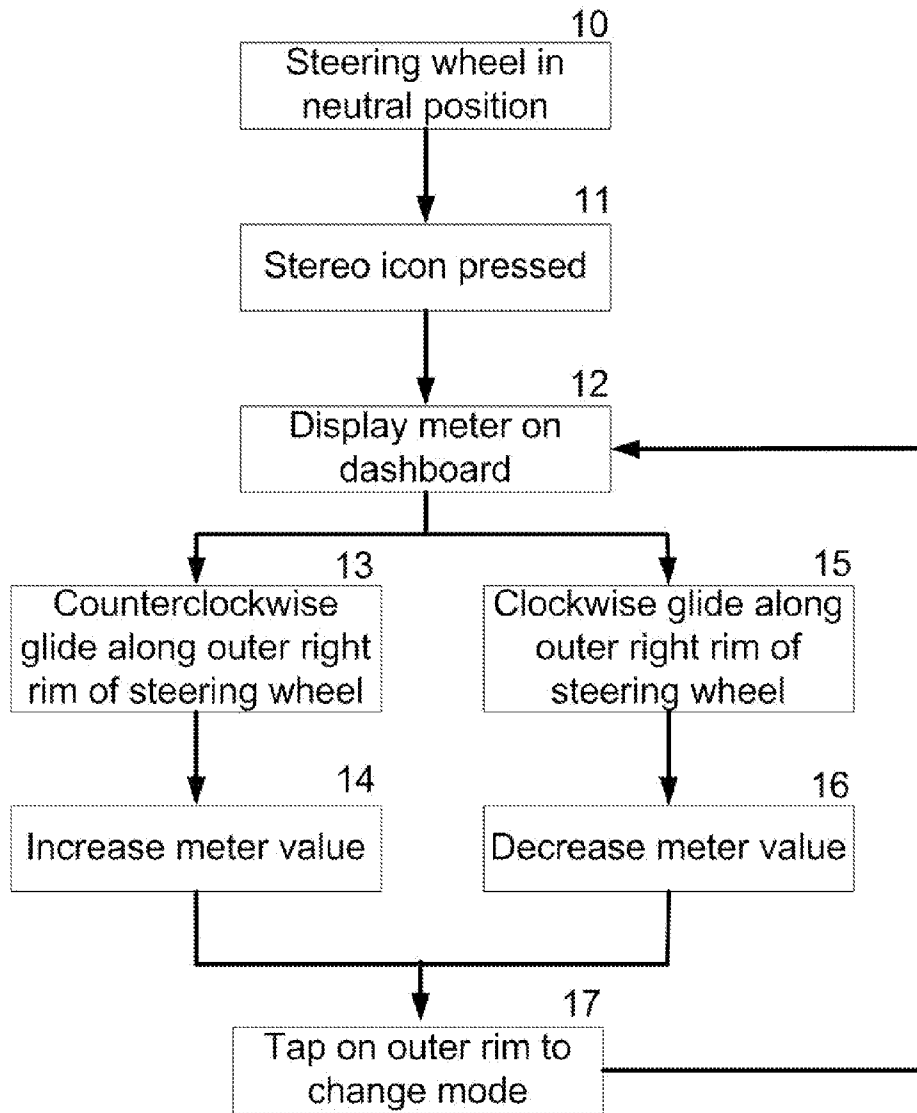 10
Steering wheel in
neutral position
11
Stereo icon pressed
12
Display meter on
dashboard
13
Counterclockwise
glide along outer right
rim of steering wheel
15
Clockwise glide along
outer right rim of
steering wheel
14
Increase meter value
16
Decrease meter value
17
Tap on outer rim to
change mode